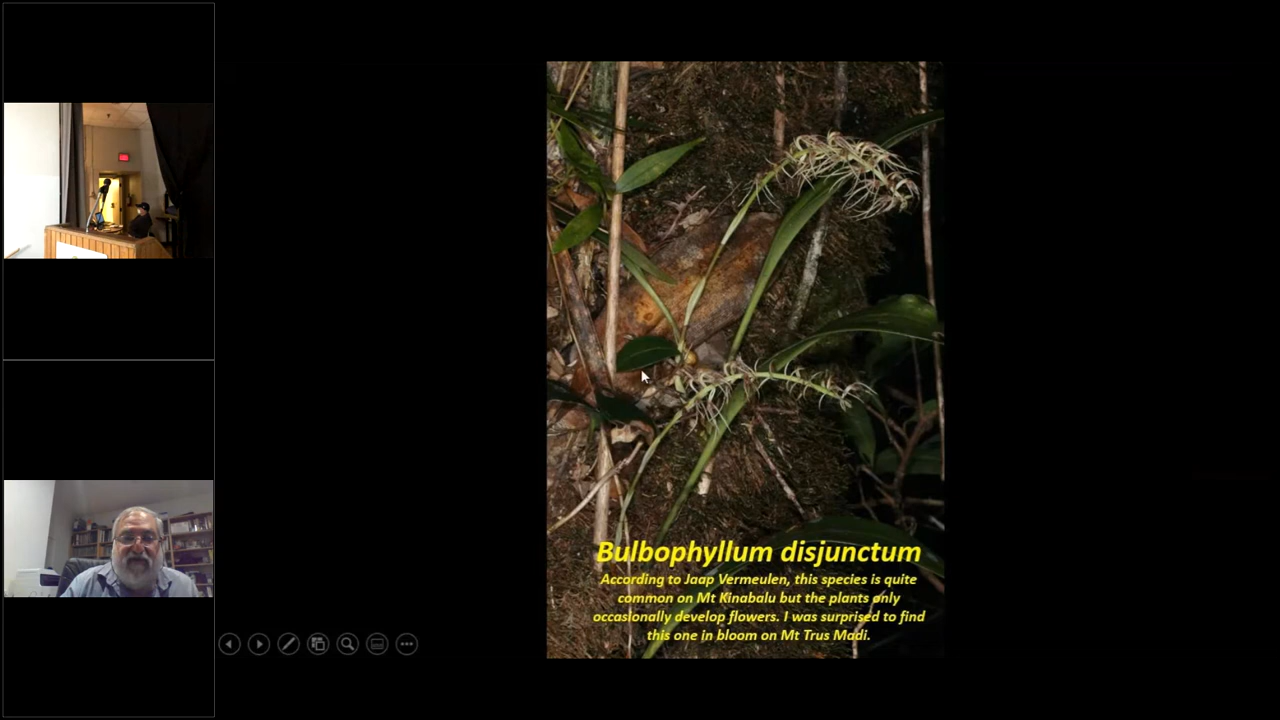 Bulbophyllum disjunctum
According to Jaap Vermeulen, this species is quite
common on Mt Kinabalu but the plants only
occasionally develop flowers. I was surprised to find
this one in bloom on Mt Trus Madi.